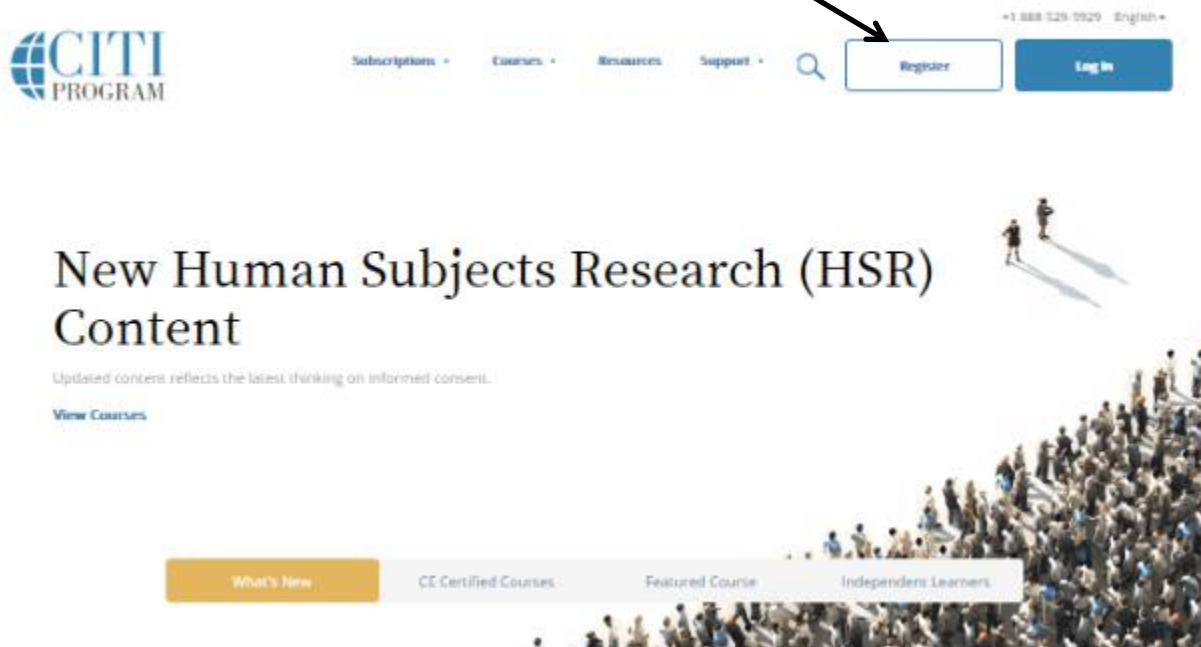 +1 888-529-5929 English
CITI
PROGRAM
Subscriptions Courses Resources Support Register Log In
New Human Subjects Research (HSR)
Content
Updated content reflects the latest thinking on informed consent.
View Courses
What's New CE Certified Courses Featured Course Independent Learners